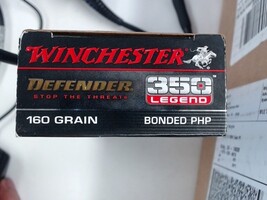 WINCHESTER
DEFENDER
STOP THE THREAT
350
LEGEND
160 GRAIN
BONDED PHP